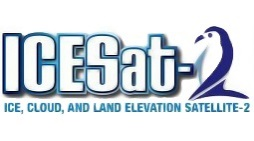 ICESat-2
ICE, CLOUD, AND LAND ELEVATION SATELLITE-2